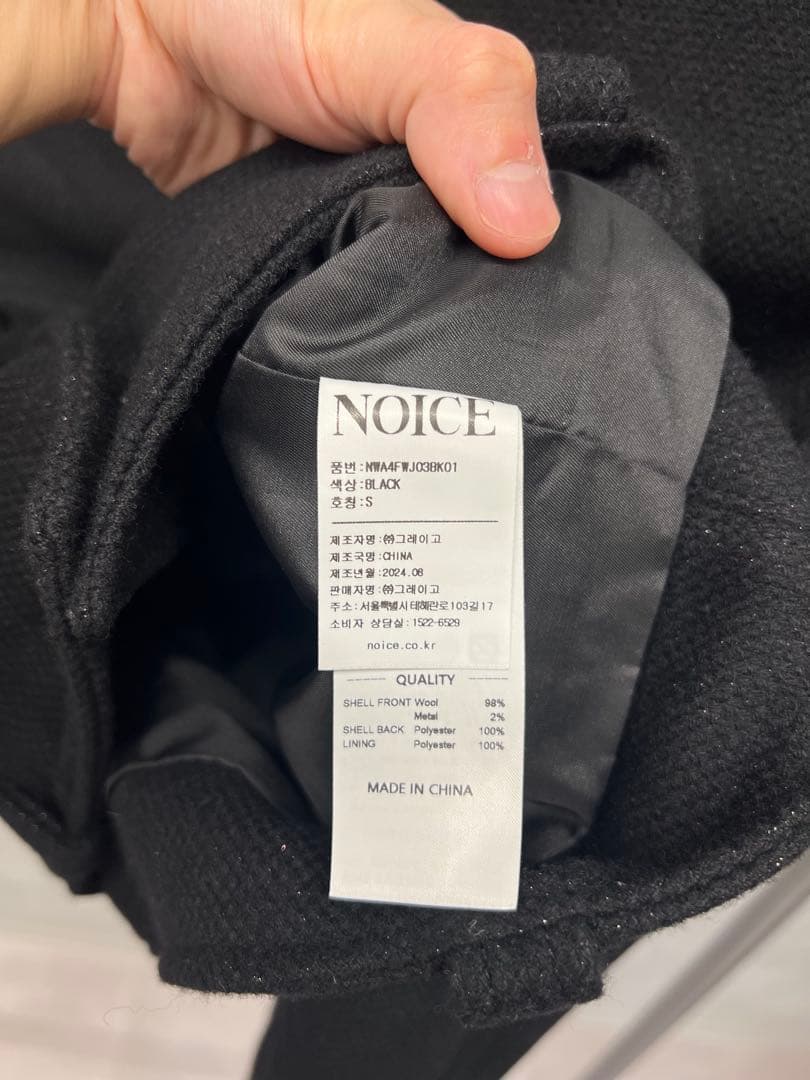 NOICE
품번:NWA4FWJ03BK01
색상:BLACK
호칭:S
제조자명:㈜그레이고
제조국명:CHINA
제조년월:2024.08
판매자명:㈜그레이고
주소:서울특별시테헤란로103길17
소비자 상담실:1522-6529
noice.co.kr
QUALITY
SHELL FRONT Wool 98%
Metal 2%
SHELL BACK Polyester 100%
LINING Polyester 100%
MADE IN CHINA